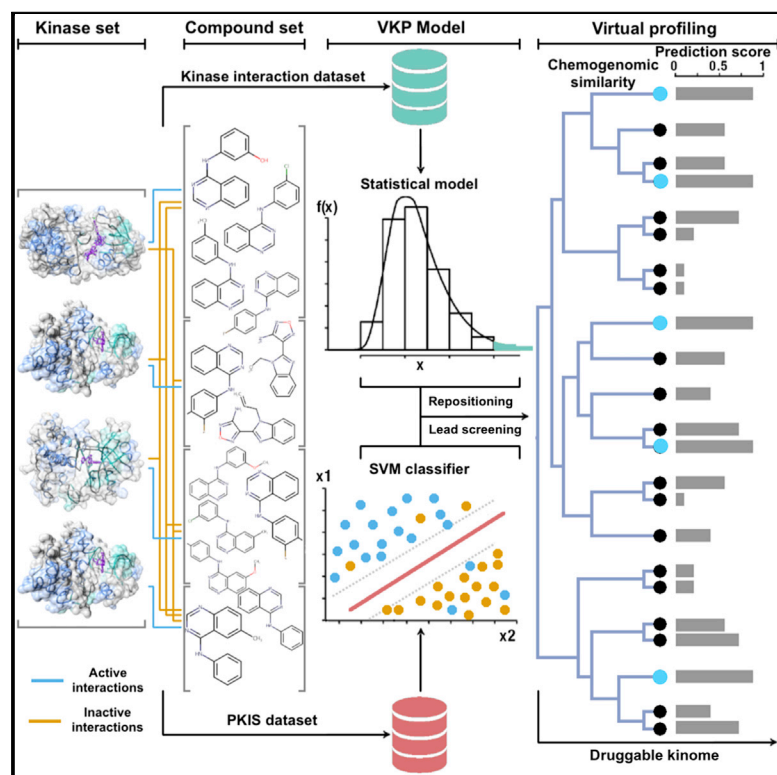 Kinase set
Compound set
VKP Model
Virtual profiling
Kinase interaction dataset
Chemogenomic
similarity
Prediction score
0 0.5 1
Statistical model
f(x)
x
Repositioning
Lead screening
SVM classifier
x1
x2
Active
interactions
Inactive
interactions
PKIS dataset
Druggable kinome